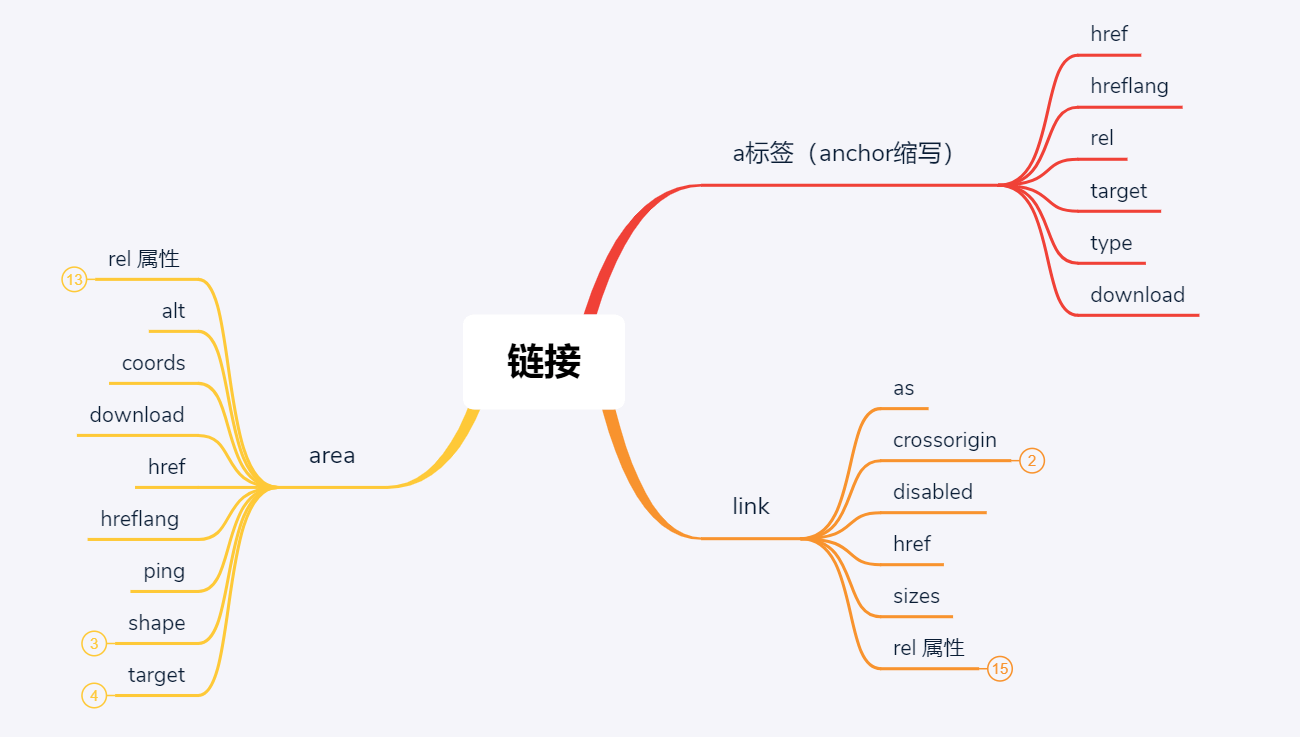 链接
a标签（anchor缩写）
href
hreflang
rel
target
type
download
link
as
crossorigin
2
disabled
href
sizes
rel 属性
15
area
rel 属性
13
alt
coords
download
href
hreflang
ping
shape
3
target
4